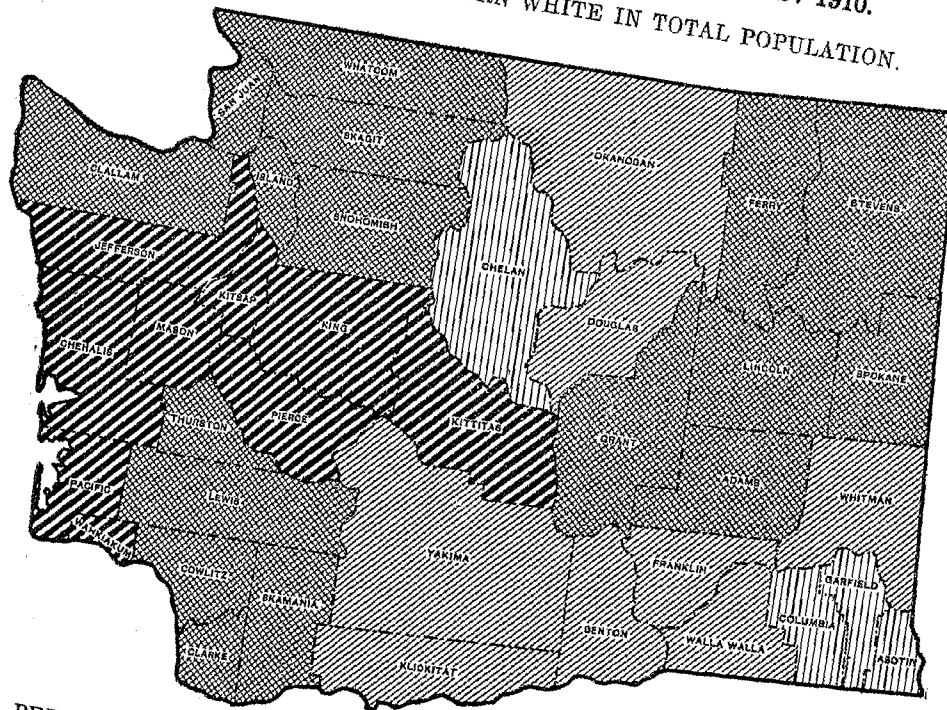 1910.
WHITE IN TOTAL POPULATION.
WHATCOM
SAN JUAN
SKAGIT
OKANOGAN
CLALLAM
ISLAND
FERRY
STEVENS
SNOHOMISH
JEFFERSON
CHELAN
KITSAP
KING
DOUGLAS
MASON
CHEHALIS
LINCOLN
SPOKANE
THURSTON
PIERCE
KITTITAS
GRANT
ADAMS
PACIFIC
LEWIS
WHITMAN
WAHKIAKUM
YAKIMA
COWLITZ
FRANKLIN
GARFIELD
SKAMANIA
COLUMBIA
BENTON
WALLA WALLA
CLARKE
KLICKITAT
ASOTIN